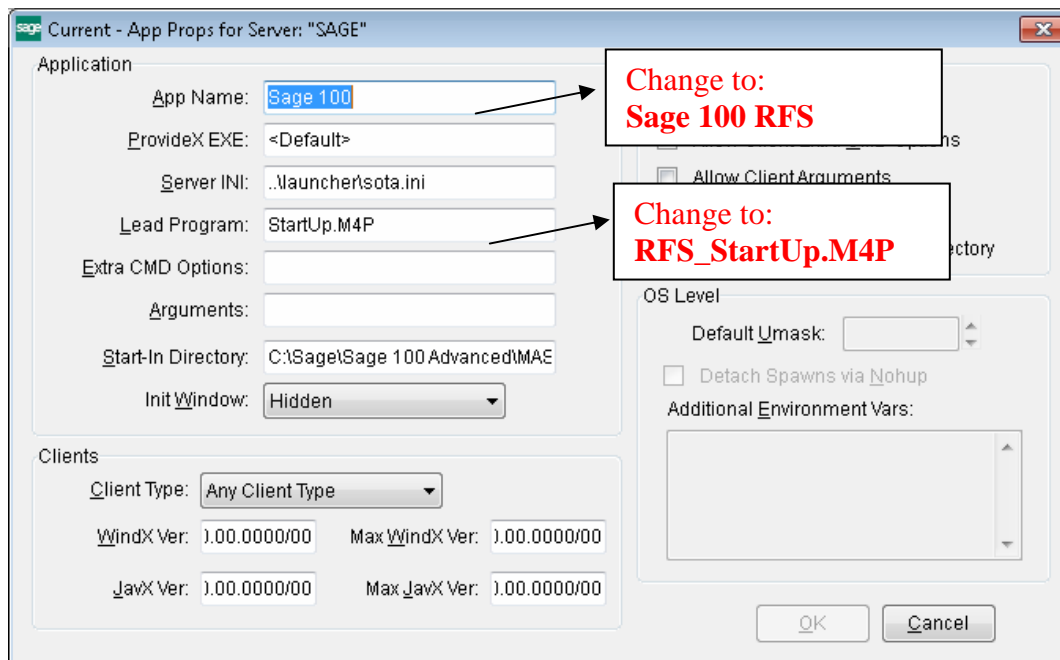 sage Current - App Props for Server: "SAGE"
Application
App Name: Sage 100
Change to:
Sage 100 RFS
ProvideX EXE: <Default>
Server INI: ..\launcher\sota.ini
Allow Client Arguments
Lead Program: StartUp.M4P
Change to:
RFS_StartUp.M4P
ectory
Extra CMD Options:
Arguments:
Start-In Directory: C:\Sage\Sage 100 Advanced\MAS
Init Window: Hidden
OS Level
Default Umask:
Detach Spawns via Nohup
Additional Environment Vars:
Clients
Client Type: Any Client Type
WindX Ver: ).00.0000/00 Max WindX Ver: ).00.0000/00
JavX Ver: ).00.0000/00 Max JavX Ver: ).00.0000/00
OK Cancel